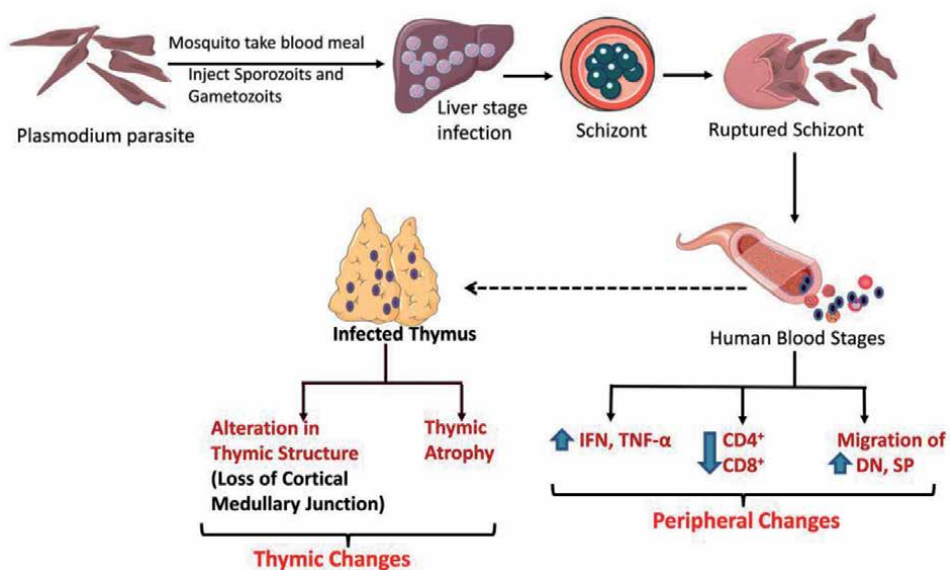 Mosquito take blood meal
Inject Sporozoits and
Gametozoits
Plasmodium parasite
Liver stage
infection
Schizont
Ruptured Schizont
Infected Thymus
Human Blood Stages
Alteration in
Thymic Structure
(Loss of Cortical
Medullary Junction)
Thymic
Atrophy
IFN, TNF-α
CD4⁺
CD8⁺
Migration of
DN, SP
Thymic Changes
Peripheral Changes